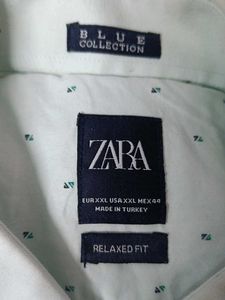 BLUE
COLLECTION
ZARA
EUR XXL USA XXL MEX 44
MADE IN TURKEY
RELAXED FIT